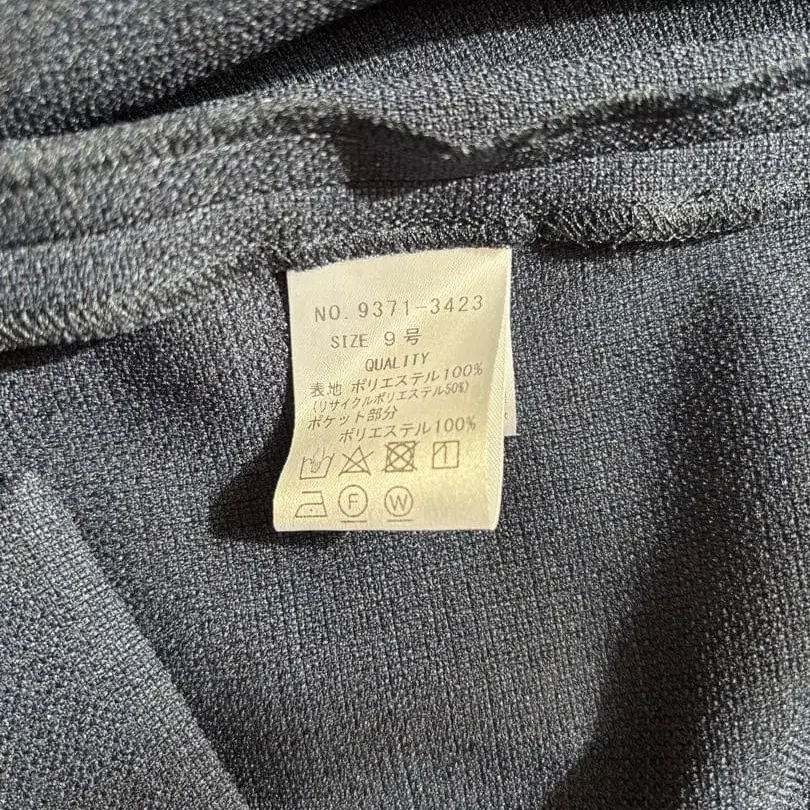 NO. 9371-3423
SIZE 9号
QUALITY
表地 ポリエステル100%
(リサイクルポリエステル50%)
ポケット部分
ポリエステル100%
F W